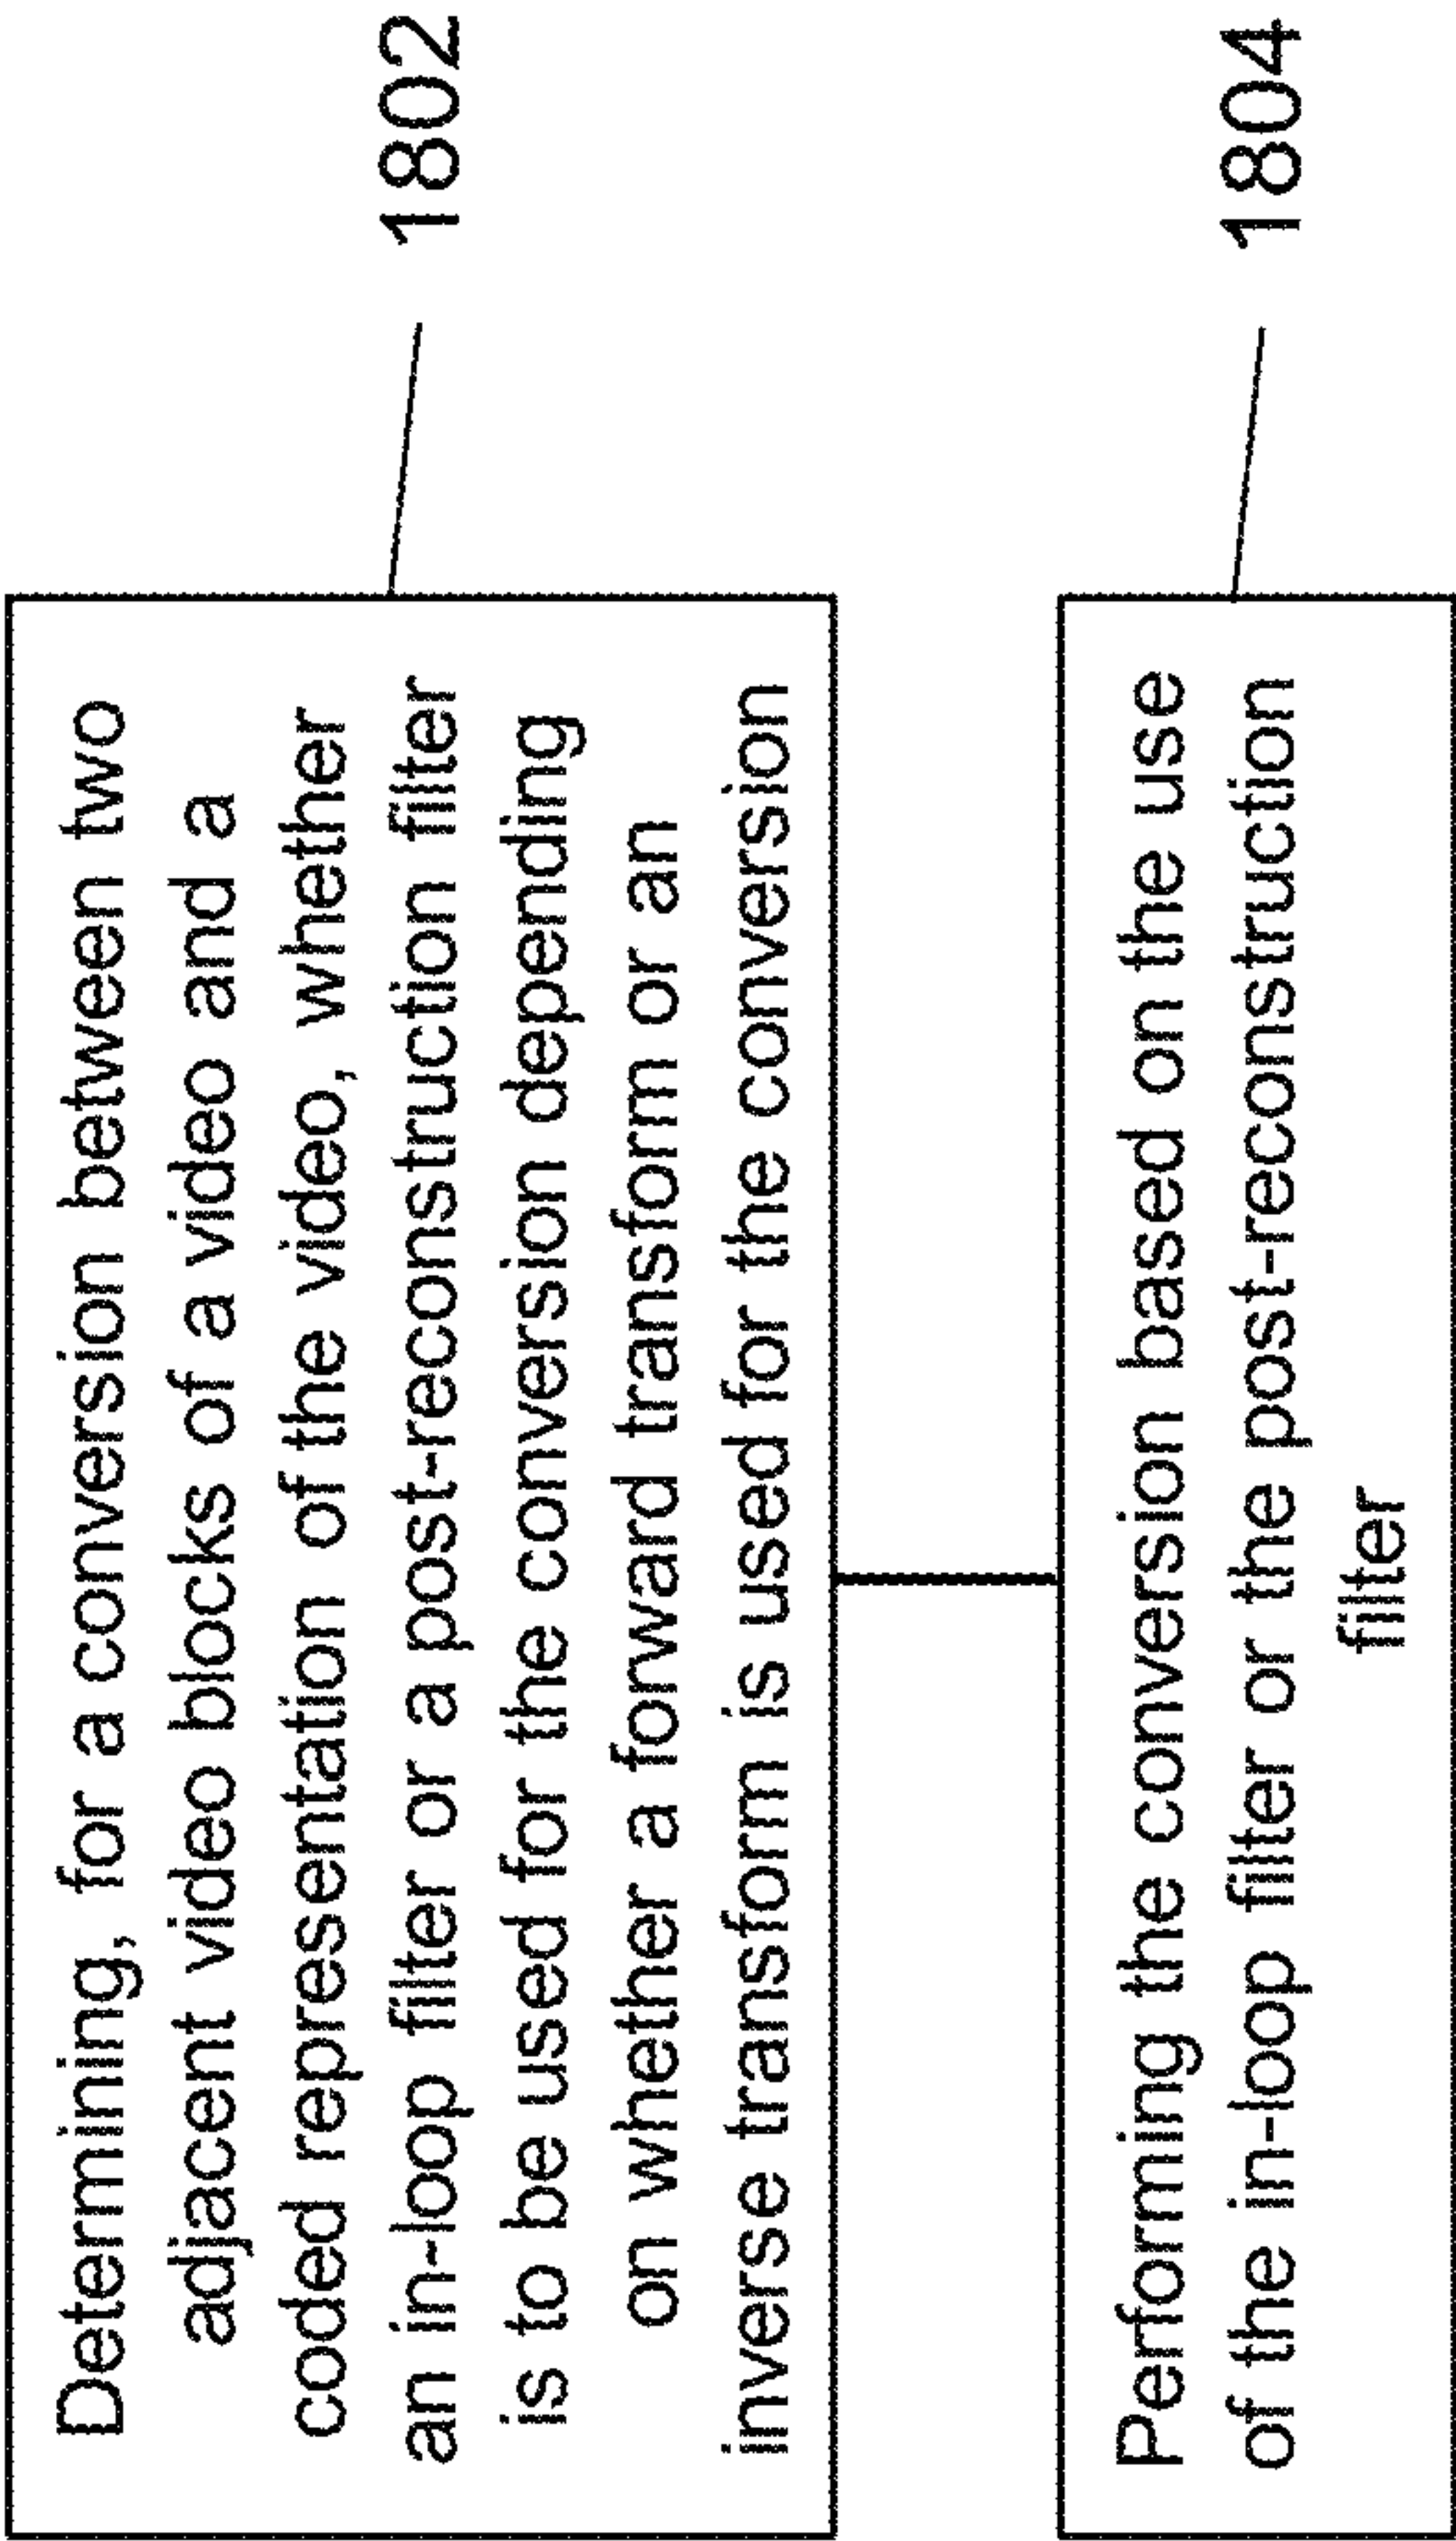 Determining, for a conversion between two
adjacent video blocks of a video and a
coded representation of the video, whether
an in-loop filter or a post-reconstruction filter
is to be used for the conversion depending
on whether a forward transform or an
inverse transform is used for the conversion
1802
Performing the conversion based on the use
of the in-loop filter or the post-reconstruction
filter
1804